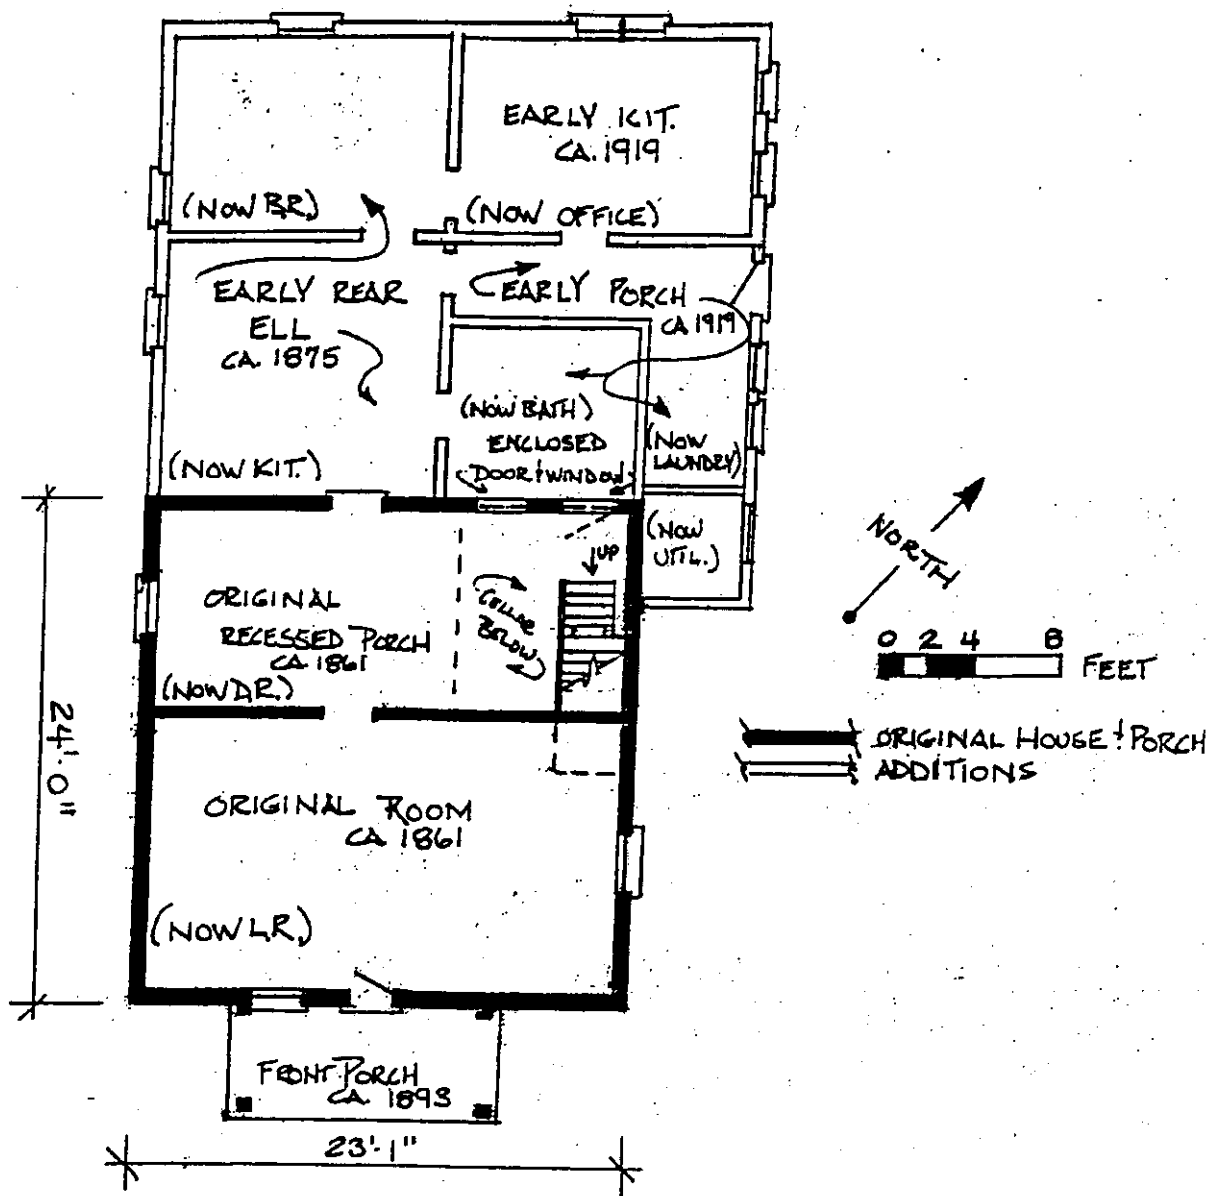 EARLY KIT.
CA. 1919
(NOW B.R.)
(NOW OFFICE)
EARLY REAR
ELL
CA. 1875
EARLY PORCH
CA 1919
(NOW BATH)
ENCLOSED
DOOR & WINDOW
(NOW
LAUNDRY)
(NOW KIT.)
(NOW
UTIL.)
UP
ORIGINAL
RECESSED PORCH
CA 1861
(NOW D.R.)
CELLAR
BELOW
NORTH
0 2 4 8
FEET
ORIGINAL HOUSE & PORCH
ADDITIONS
24'-0"
ORIGINAL ROOM
CA 1861
(NOW L.R.)
FRONT PORCH
CA. 1893
23'-1"